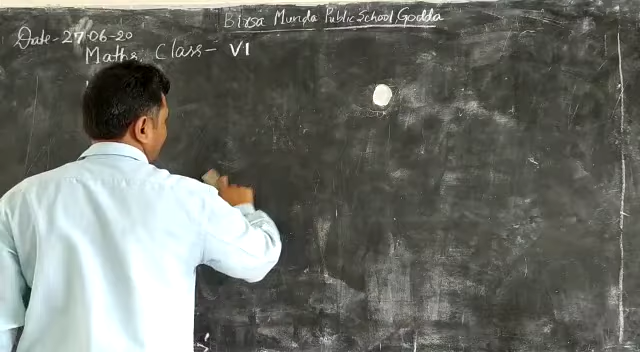 Birsa Munda Public School Godda
Date-27.06-20
Maths, Class- VI